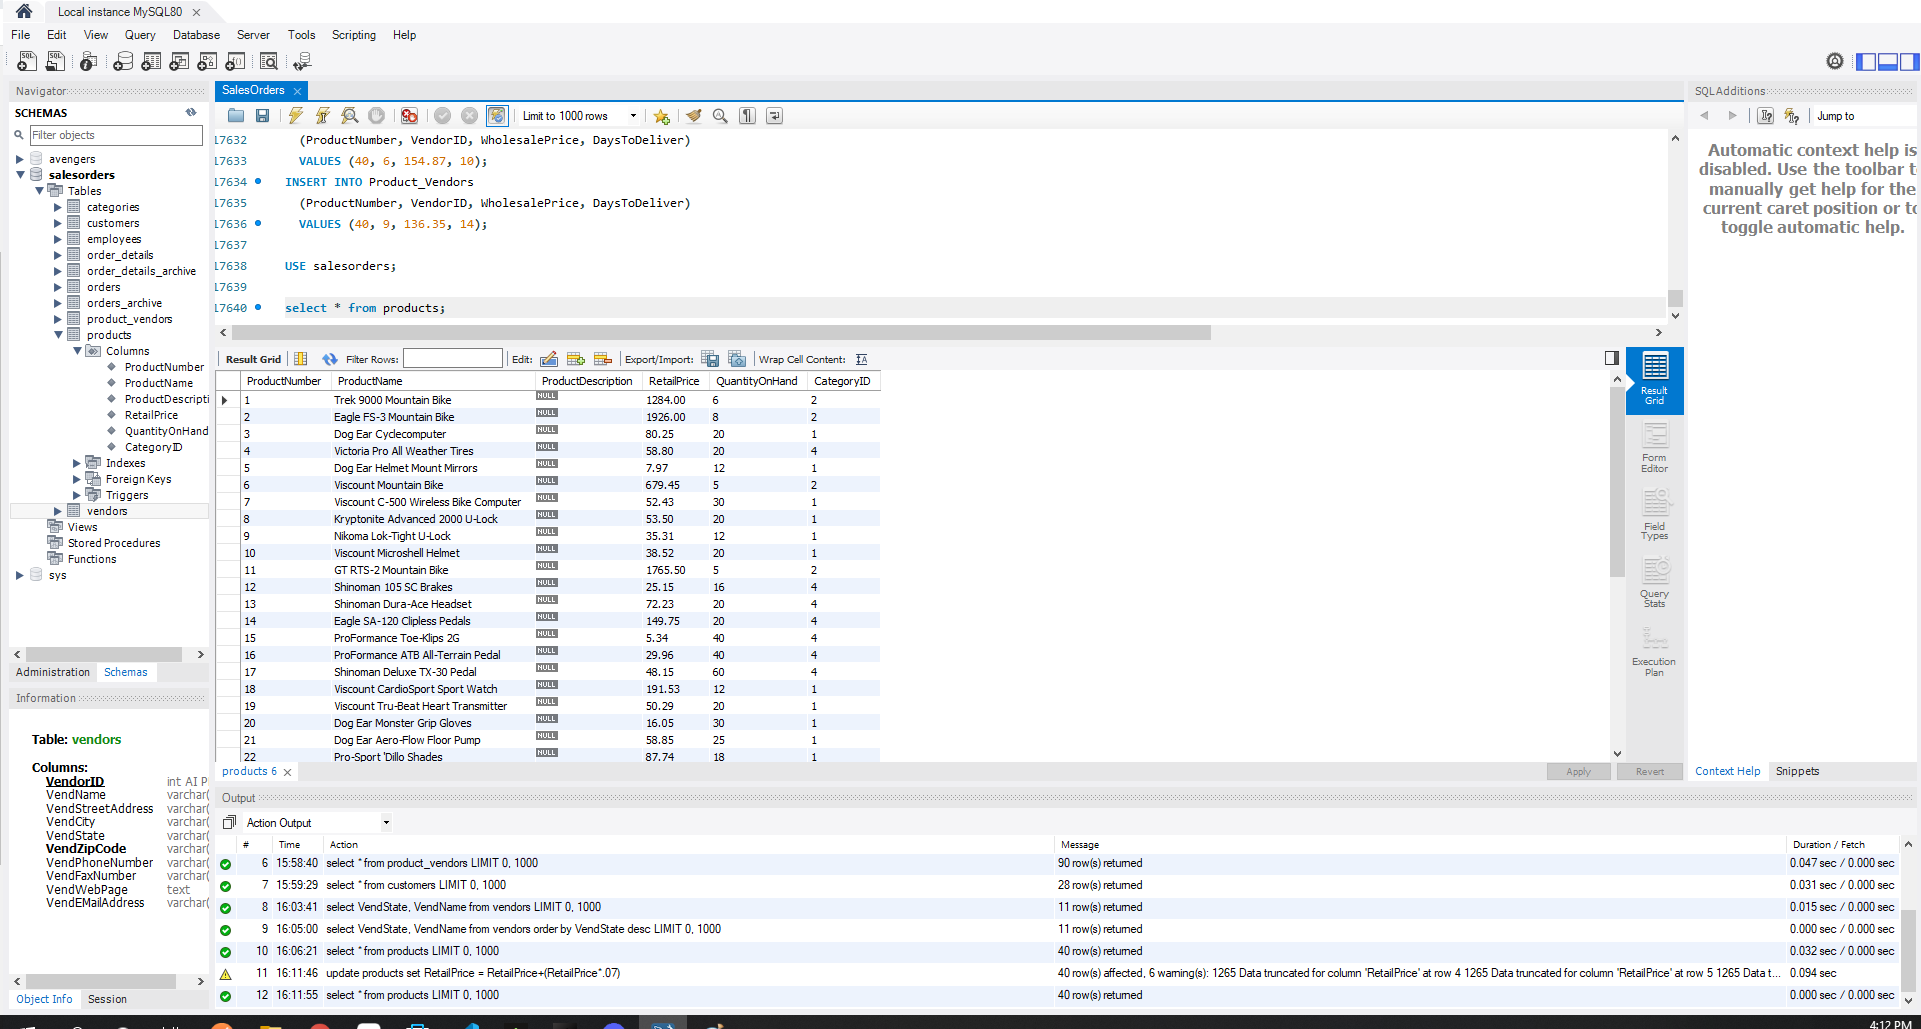 Local instance MySQL80
File Edit View Query Database Server Tools Scripting Help
Navigator
SCHEMAS
Filter objects
avengers
salesorders
Tables
categories
customers
employees
order_details
order_details_archive
orders
orders_archive
product_vendors
products
Columns
ProductNumber
ProductName
ProductDescripti
RetailPrice
QuantityOnHand
CategoryID
Indexes
Foreign Keys
Triggers
vendors
Views
Stored Procedures
Functions
sys
Administration Schemas
Information
Table: vendors
Columns:
VendorID int AI P
VendName varchar(
VendStreetAddress varchar(
VendCity varchar(
VendState varchar(
VendZipCode varchar(
VendPhoneNumber varchar(
VendFaxNumber varchar(
VendWebPage text
VendEMailAddress varchar(
Object Info Session
SalesOrders
Limit to 1000 rows
17632 (ProductNumber, VendorID, WholesalePrice, DaysToDeliver)
17633 VALUES (40, 6, 154.87, 10);
17634 INSERT INTO Product_Vendors
17635 (ProductNumber, VendorID, WholesalePrice, DaysToDeliver)
17636 VALUES (40, 9, 136.35, 14);
17637
17638 USE salesorders;
17639
17640 select * from products;
Result Grid Filter Rows: Edit: Export/Import: Wrap Cell Content:
ProductNumber ProductName ProductDescription RetailPrice QuantityOnHand CategoryID
1 Trek 9000 Mountain Bike NULL 1284.00 6 2
2 Eagle FS-3 Mountain Bike NULL 1926.00 8 2
3 Dog Ear Cyclecomputer NULL 80.25 20 1
4 Victoria Pro All Weather Tires NULL 58.80 20 4
5 Dog Ear Helmet Mount Mirrors NULL 7.97 12 1
6 Viscount Mountain Bike NULL 679.45 5 2
7 Viscount C-500 Wireless Bike Computer NULL 52.43 30 1
8 Kryptonite Advanced 2000 U-Lock NULL 53.50 20 1
9 Nikoma Lok-Tight U-Lock NULL 35.31 12 1
10 Viscount Microshell Helmet NULL 38.52 20 1
11 GT RTS-2 Mountain Bike NULL 1765.50 5 2
12 Shinoman 105 SC Brakes NULL 25.15 16 4
13 Shinoman Dura-Ace Headset NULL 72.23 20 4
14 Eagle SA-120 Clipless Pedals NULL 149.75 20 4
15 ProFormance Toe-Klips 2G NULL 5.34 40 4
16 ProFormance ATB All-Terrain Pedal NULL 29.96 40 4
17 Shinoman Deluxe TX-30 Pedal NULL 48.15 60 4
18 Viscount CardioSport Sport Watch NULL 191.53 12 1
19 Viscount Tru-Beat Heart Transmitter NULL 50.29 20 1
20 Dog Ear Monster Grip Gloves NULL 16.05 30 1
21 Dog Ear Aero-Flow Floor Pump NULL 58.85 25 1
22 Pro-Sport 'Dillo Shades NULL 87.74 18 1
products 6
Apply Revert
Result Grid
Form Editor
Field Types
Query Stats
Execution Plan
SQLAdditions
Jump to
Automatic context help is
disabled. Use the toolbar t
manually get help for the
current caret position or to
toggle automatic help.
Context Help Snippets
Output
Action Output
# Time Action Message Duration / Fetch
6 15:58:40 select * from product_vendors LIMIT 0, 1000 90 row(s) returned 0.047 sec / 0.000 sec
7 15:59:29 select * from customers LIMIT 0, 1000 28 row(s) returned 0.031 sec / 0.000 sec
8 16:03:41 select VendState, VendName from vendors LIMIT 0, 1000 11 row(s) returned 0.015 sec / 0.000 sec
9 16:05:00 select VendState, VendName from vendors order by VendState desc LIMIT 0, 1000 11 row(s) returned 0.000 sec / 0.000 sec
10 16:06:21 select * from products LIMIT 0, 1000 40 row(s) returned 0.032 sec / 0.000 sec
11 16:11:46 update products set RetailPrice = RetailPrice+(RetailPrice*.07) 40 row(s) affected, 6 warning(s): 1265 Data truncated for column 'RetailPrice' at row 4 1265 Data truncated for column 'RetailPrice' at row 5 1265 Data t... 0.094 sec
12 16:11:55 select * from products LIMIT 0, 1000 40 row(s) returned 0.000 sec / 0.000 sec
4:12 PM